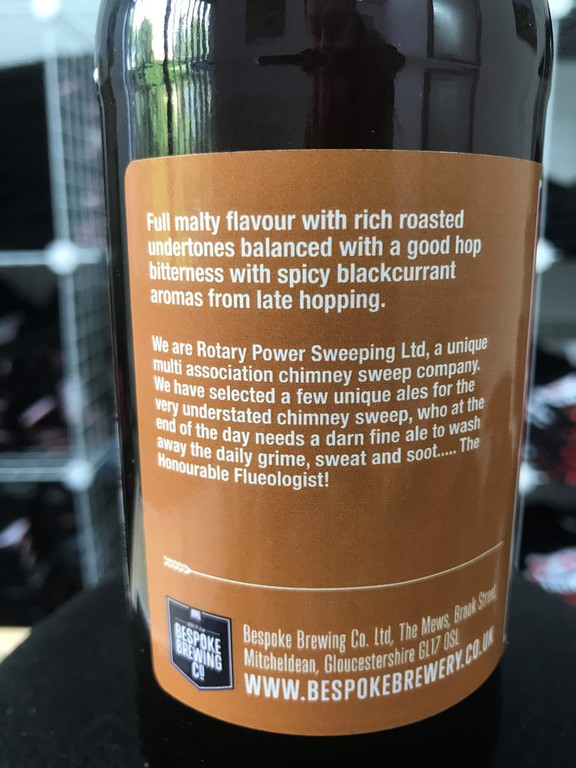 Full malty flavour with rich roasted
undertones balanced with a good hop
bitterness with spicy blackcurrant
aromas from late hopping.
We are Rotary Power Sweeping Ltd, a unique
multi association chimney sweep company.
We have selected a few unique ales for the
very understated chimney sweep, who at the
end of the day needs a darn fine ale to wash
away the daily grime, sweat and soot..... The
Honourable Flueologist!
BESPOKE
BREWING
CO
Bespoke Brewing Co. Ltd, The Mews, Brook Street,
Mitcheldean, Gloucestershire GL17 0SL
WWW.BESPOKEBREWERY.CO.UK